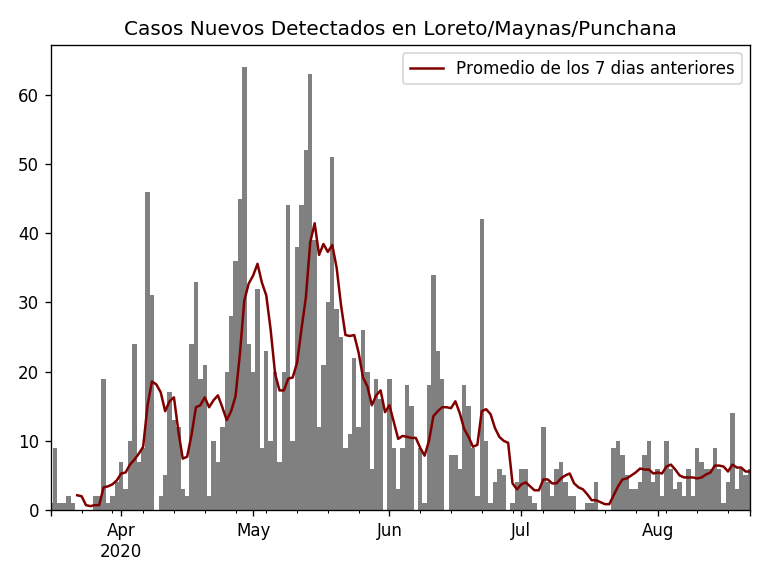 Casos Nuevos Detectados en Loreto/Maynas/Punchana
Promedio de los 7 dias anteriores
60
50
40
30
20
10
0
Apr
2020
May
Jun
Jul
Aug